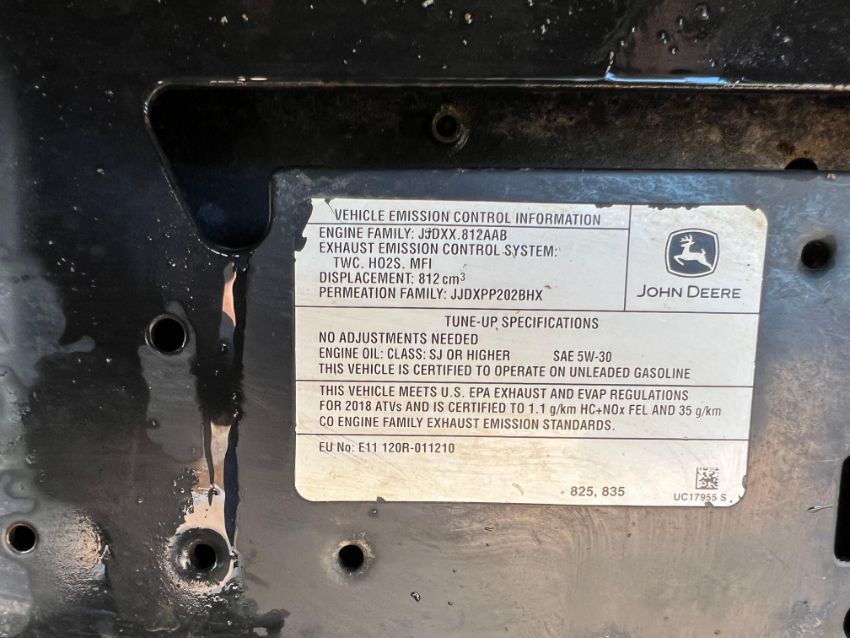 VEHICLE EMISSION CONTROL INFORMATION
ENGINE FAMILY: JJDXX.812AAB
EXHAUST EMISSION CONTROL SYSTEM:
TWC. HO2S. MFI
DISPLACEMENT: 812 cm³
PERMEATION FAMILY: JJDXPP202BHX
JOHN DEERE
TUNE-UP SPECIFICATIONS
NO ADJUSTMENTS NEEDED
ENGINE OIL: CLASS: SJ OR HIGHER SAE 5W-30
THIS VEHICLE IS CERTIFIED TO OPERATE ON UNLEADED GASOLINE
THIS VEHICLE MEETS U.S. EPA EXHAUST AND EVAP REGULATIONS
FOR 2018 ATVs AND IS CERTIFIED TO 1.1 g/km HC+NOx FEL AND 35 g/km
CO ENGINE FAMILY EXHAUST EMISSION STANDARDS.
EU No: E11 120R-011210
825, 835
UC17955 S